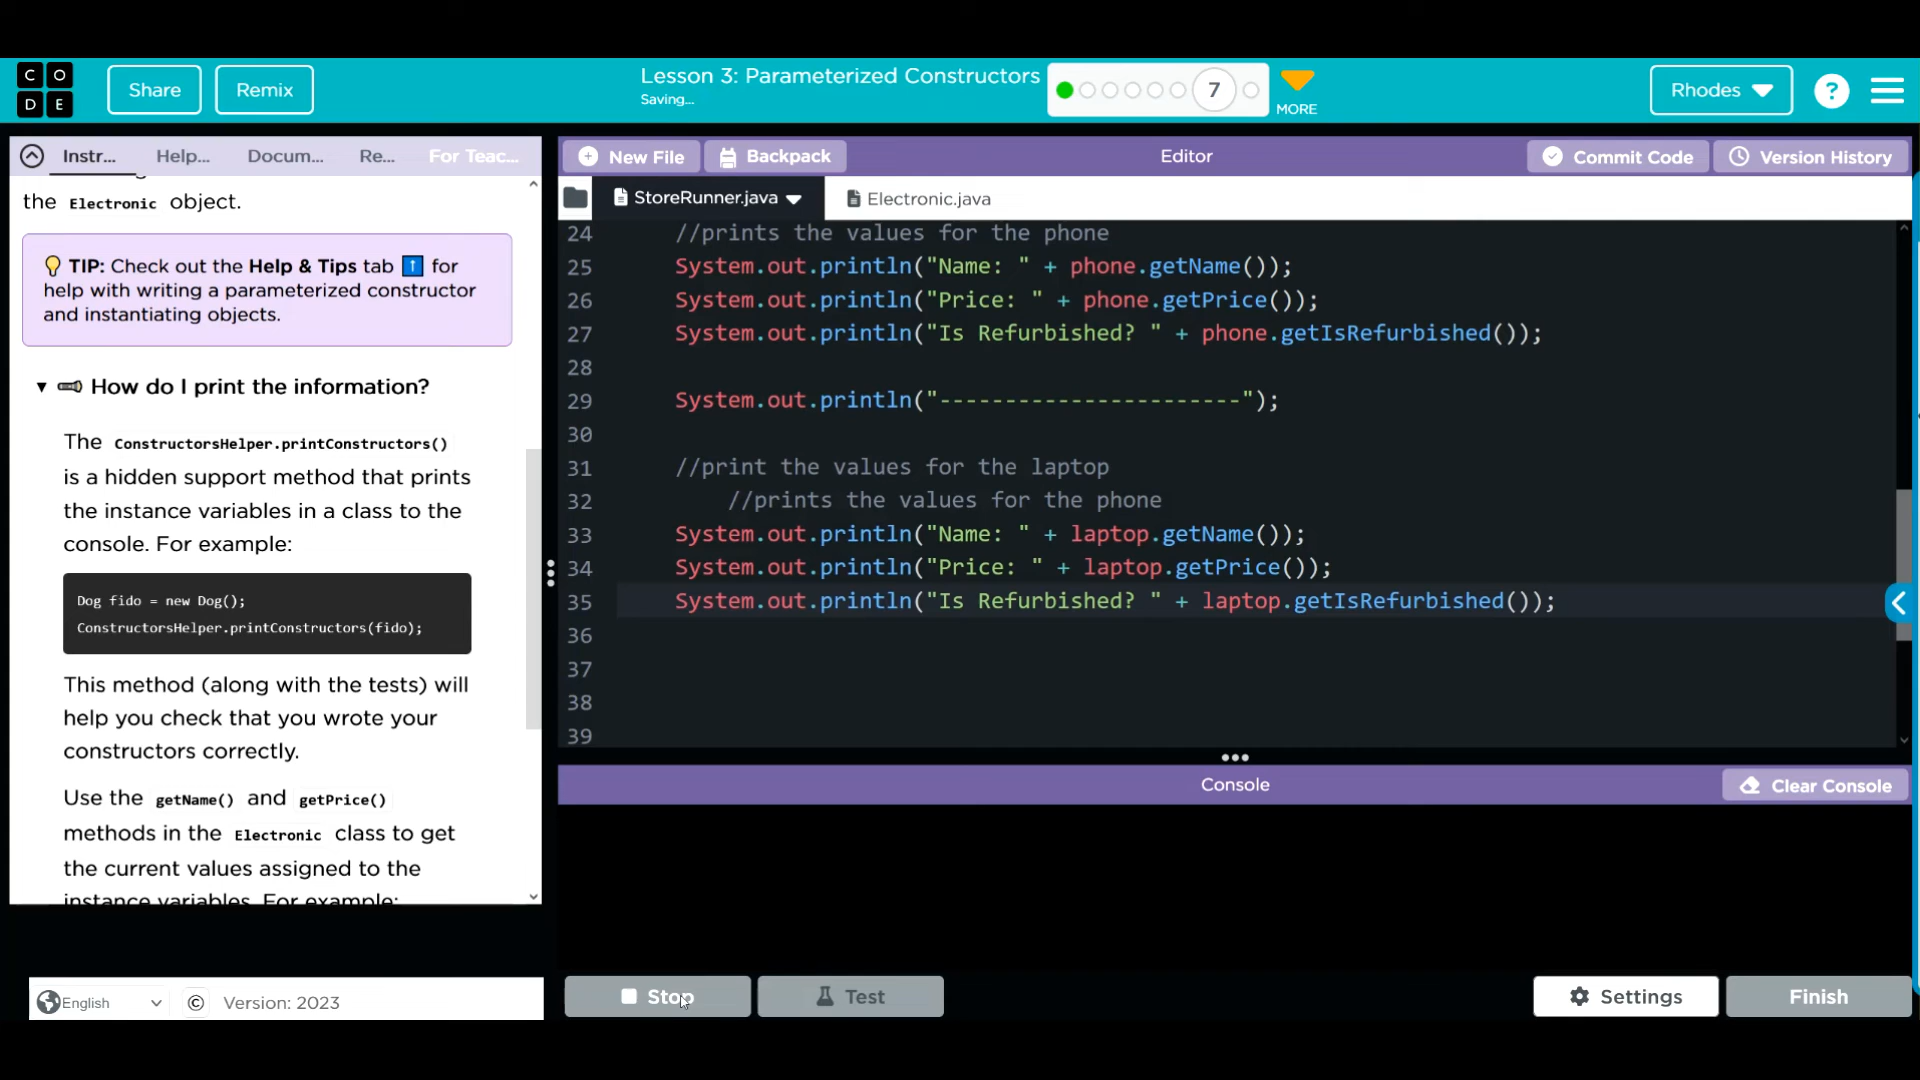 C O
D E
Share
Remix
Lesson 3: Parameterized Constructors
Saving...
7
MORE
Rhodes
?
Instr...
Help...
Docum...
Re...
For Teac...
the Electronic object.
TIP: Check out the Help & Tips tab for
help with writing a parameterized constructor
and instantiating objects.
How do I print the information?
The ConstructorsHelper.printConstructors()
is a hidden support method that prints
the instance variables in a class to the
console. For example:
Dog fido = new Dog();
ConstructorsHelper.printConstructors(fido);
This method (along with the tests) will
help you check that you wrote your
constructors correctly.
Use the getName() and getPrice()
methods in the Electronic class to get
the current values assigned to the
instance variables. For example:
English
© Version: 2023
New File
Backpack
Editor
Commit Code
Version History
StoreRunner.java
Electronic.java
24 //prints the values for the phone
25 System.out.println("Name: " + phone.getName());
26 System.out.println("Price: " + phone.getPrice());
27 System.out.println("Is Refurbished? " + phone.getIsRefurbished());
28
29 System.out.println("-----------------------");
30
31 //print the values for the laptop
32 //prints the values for the phone
33 System.out.println("Name: " + laptop.getName());
34 System.out.println("Price: " + laptop.getPrice());
35 System.out.println("Is Refurbished? " + laptop.getIsRefurbished());
36
37
38
39
Console
Clear Console
Stop
Test
Settings
Finish